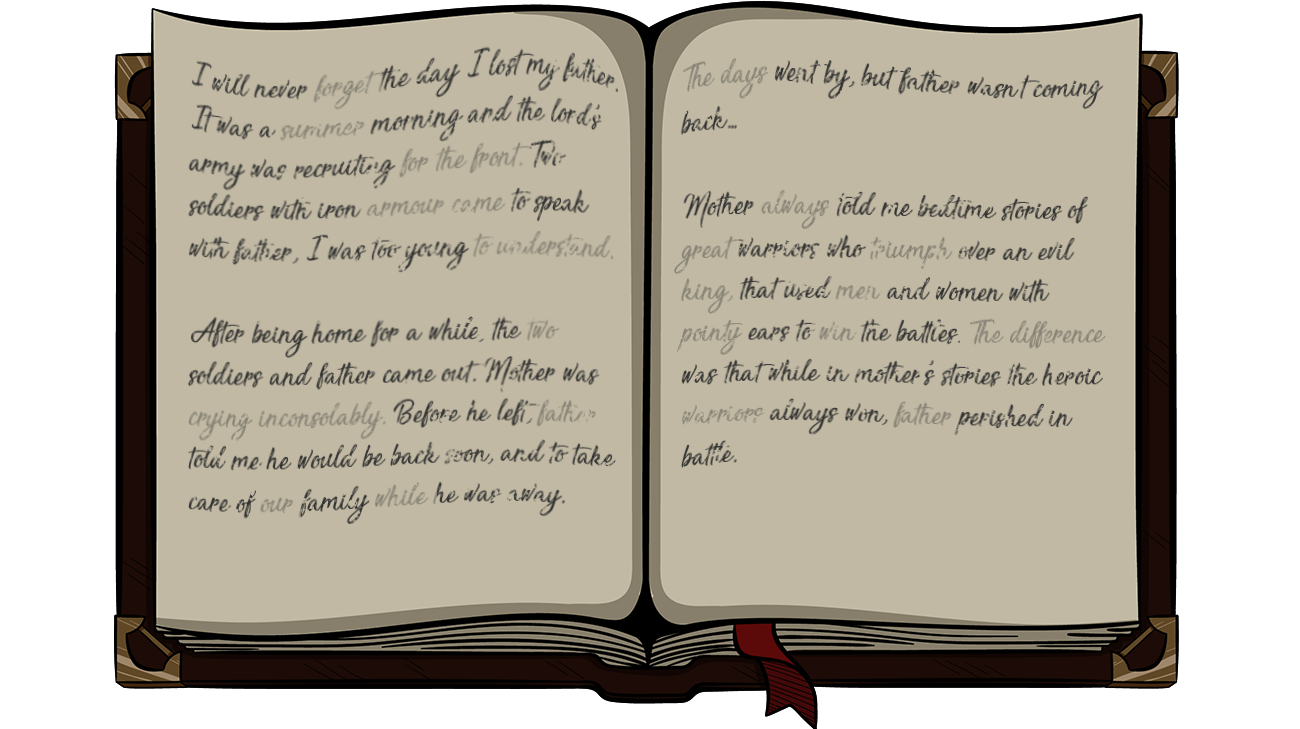 I will never forget the day I lost my father.
It was a summer morning and the lord's
army was recruiting for the front. Two
soldiers with iron armour came to speak
with father, I was too young to understand.
After being home for a while, the two
soldiers and father came out. Mother was
crying inconsolably. Before he left, father
told me he would be back soon, and to take
care of our family while he was away.
The days went by, but father wasn't coming
back...
Mother always told me bedtime stories of
great warriors who triumph over an evil
king, that used men and women with
pointy ears to win the battles. The difference
was that while in mother's stories the heroic
warriors always won, father perished in
battle.